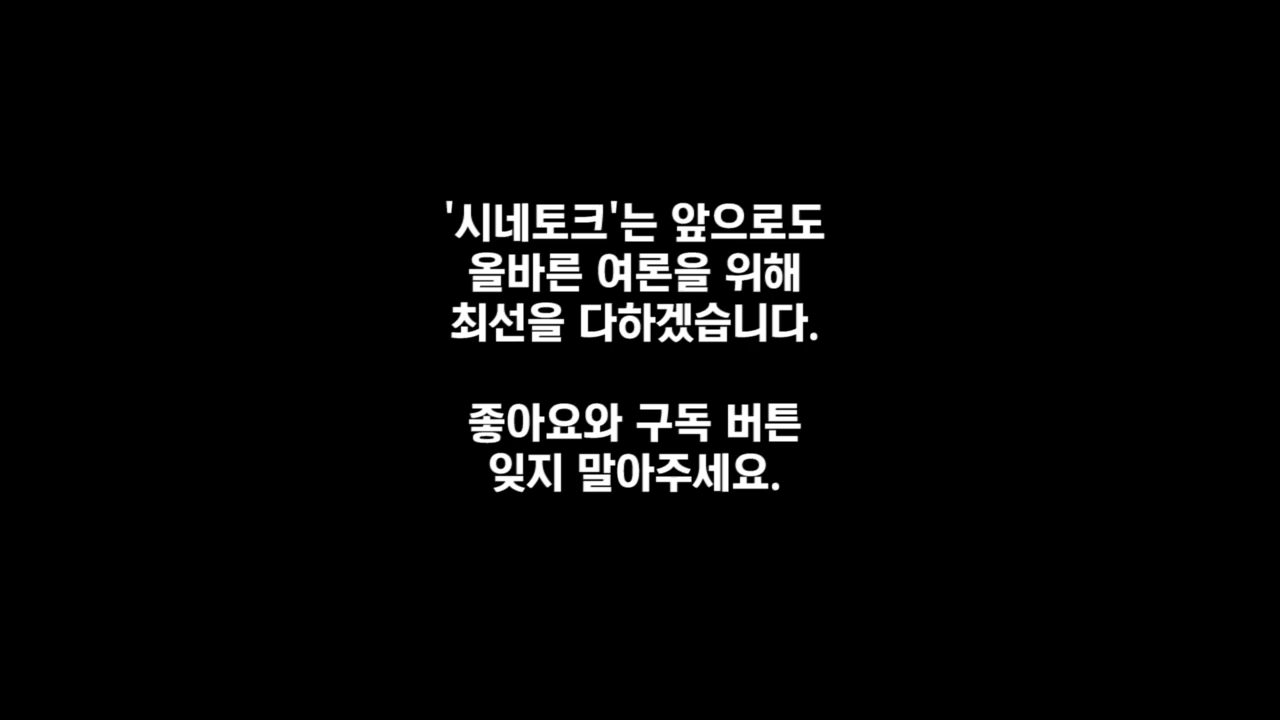 '시네토크'는 앞으로도
올바른 여론을 위해
최선을 다하겠습니다.
좋아요와 구독 버튼
잊지 말아주세요.